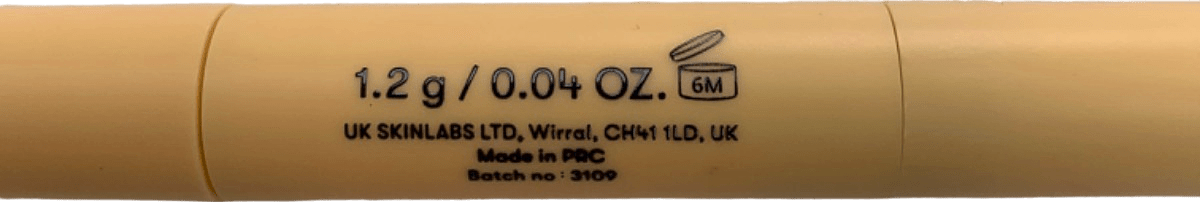 1.2 g / 0.04 OZ. 6M
UK SKINLABS LTD, Wirral, CH41 1LD, UK
Made in PRC
Batch no : 3109